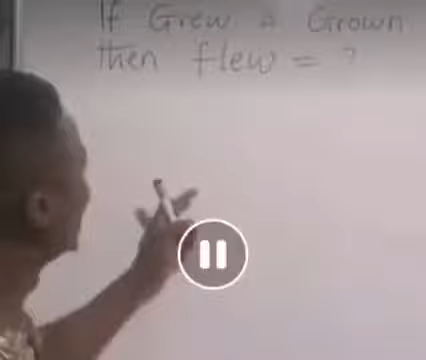 If Grew = Grown
then flew = ?